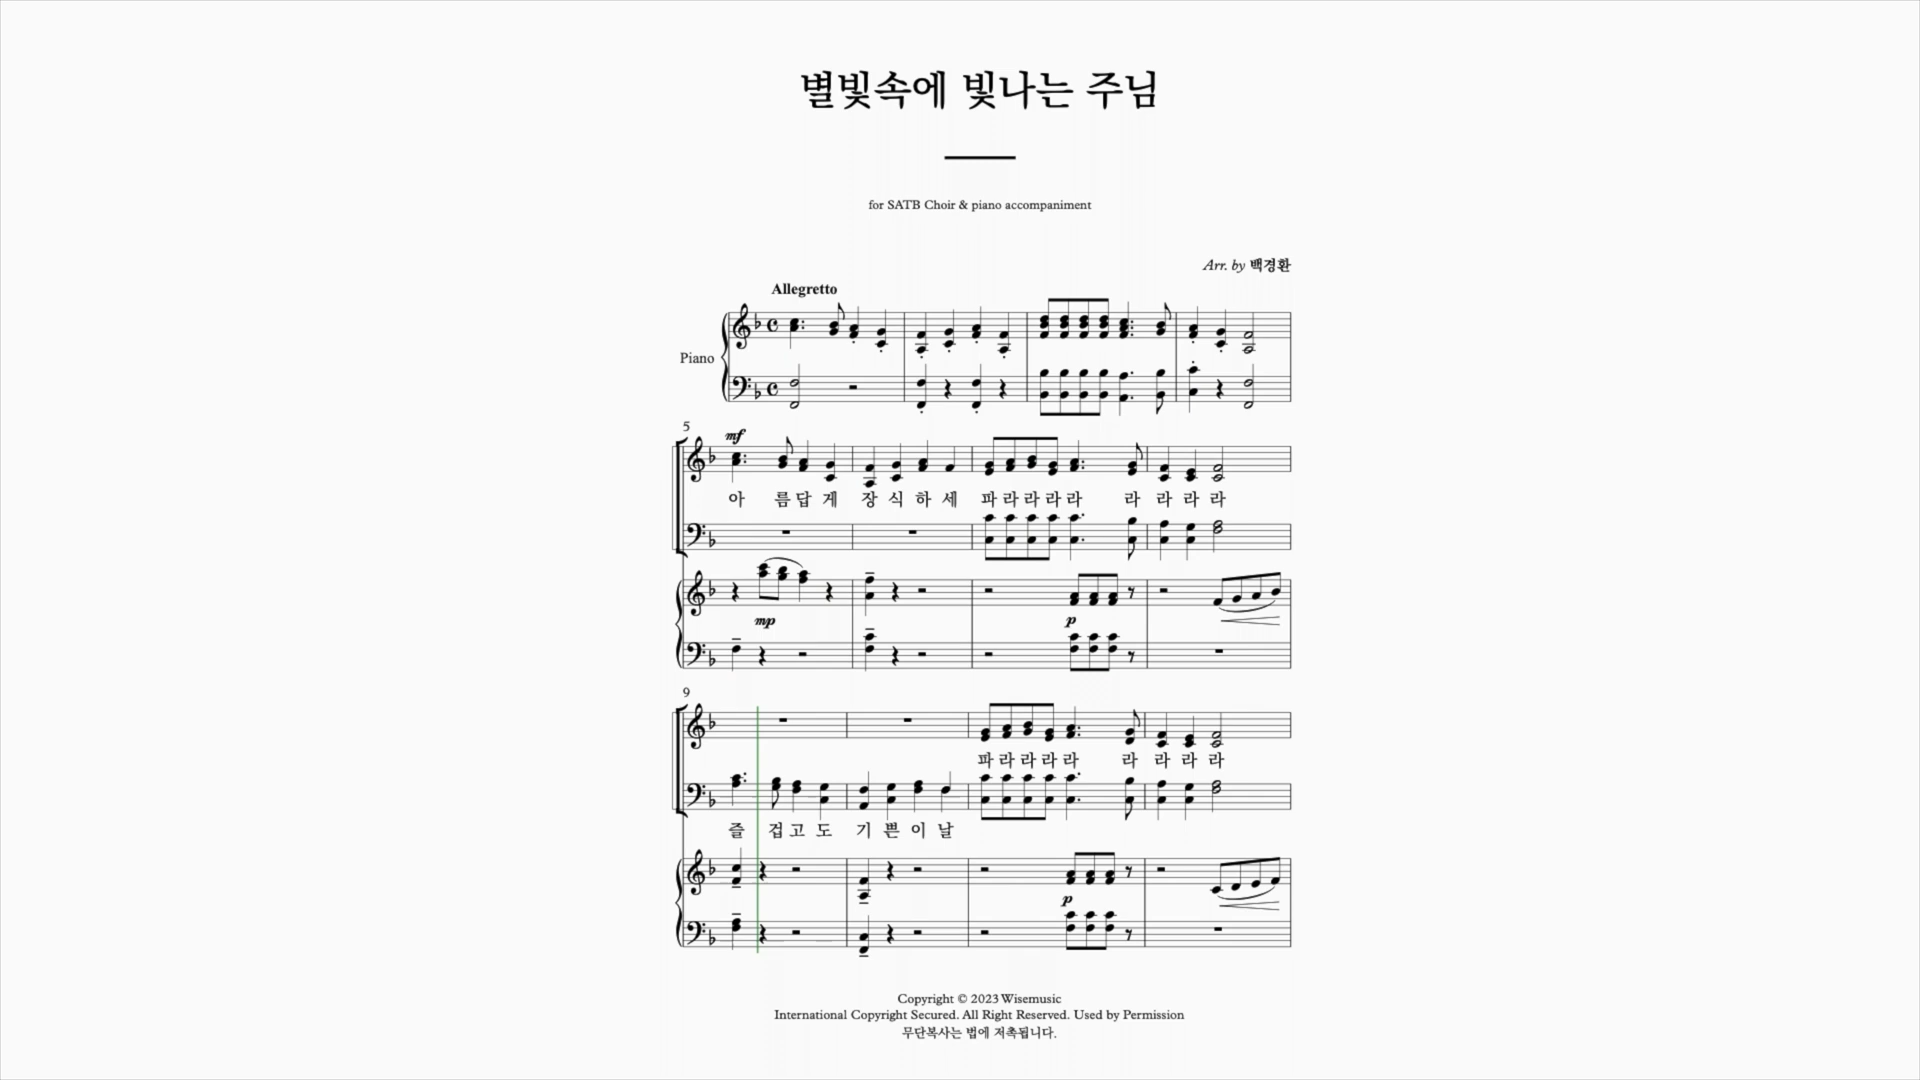 별빛속에 빛나는 주님
for SATB Choir & piano accompaniment
Arr. by 백경환
Allegretto
Piano
5
mf
아 름 답 게 장 식 하 세 파 라 라 라 라 라 라 라 라
mp
p
9
파 라 라 라 라 라 라 라 라
즐 겁 고 도 기 쁜 이 날
p
Copyright © 2023 Wisemusic
International Copyright Secured. All Right Reserved. Used by Permission
무단복사는 법에 저촉됩니다.